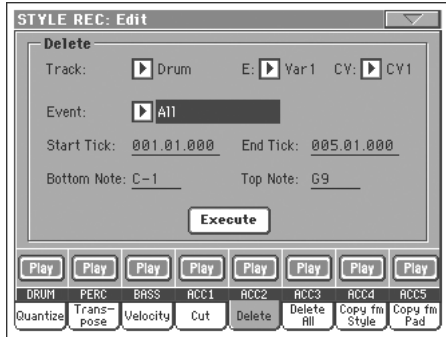 STYLE REC: Edit
Delete
Track: Drum E: Var1 CV: CV1
Event: All
Start Tick: 001.01.000 End Tick: 005.01.000
Bottom Note: C-1 Top Note: G9
Execute
Play Play Play Play Play Play Play Play
DRUM PERC BASS ACC1 ACC2 ACC3 ACC4 ACC5
Quantize Trans-pose Velocity Cut Delete Delete All Copy fm Style Copy fm Pad